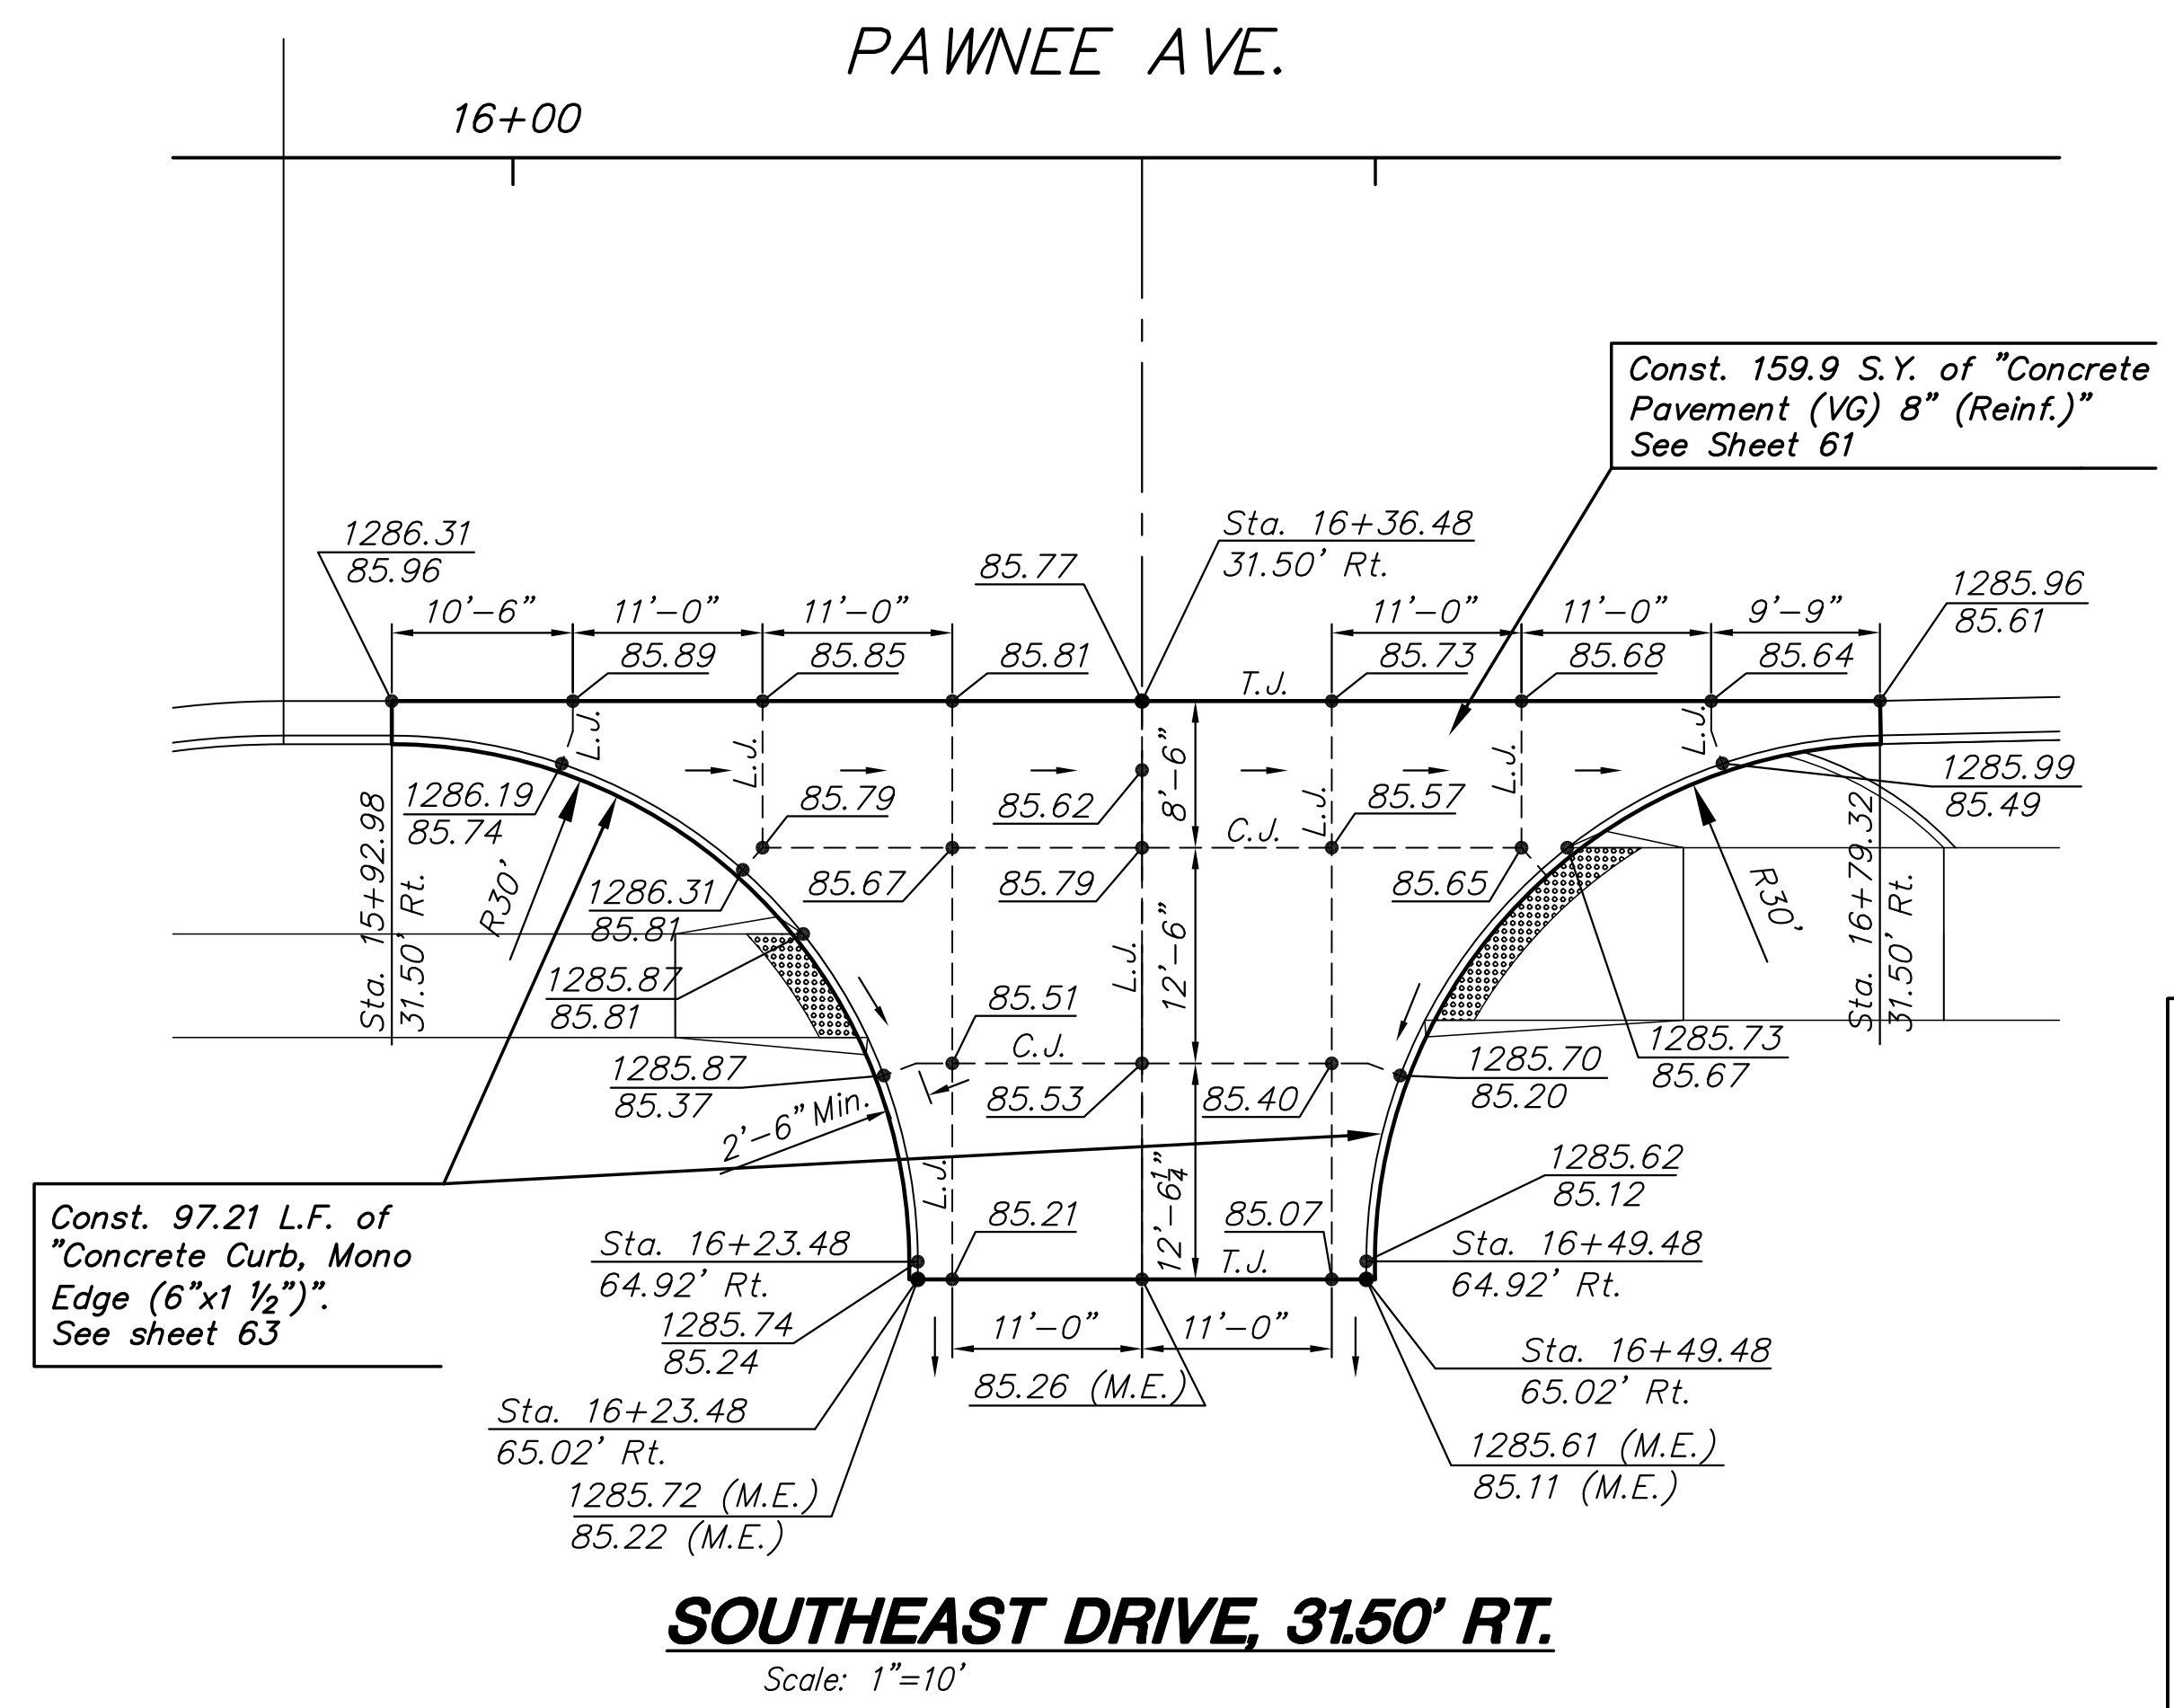 PAWNEE AVE.
16+00
Const. 159.9 S.Y. of "Concrete
Pavement (VG) 8" (Reinf.)"
See Sheet 61
1286.31
85.96
85.77
Sta. 16+36.48
31.50' Rt.
1285.96
85.61
10'-6"
11'-0"
11'-0"
11'-0"
11'-0"
9'-9"
85.89
85.85
85.81
T.J.
85.73
85.68
85.64
L.J.
L.J.
8'-6"
L.J.
L.J.
L.J.
1286.19
85.74
85.79
85.62
85.57
1285.99
85.49
C.J.
Sta. 15+92.98
31.50' Rt.
R30'
1286.31
85.81
85.67
85.79
85.65
R30'
Sta. 16+79.32
31.50' Rt.
1285.87
85.81
L.J.
12'-6"
85.51
C.J.
1285.73
85.67
1285.87
85.37
85.53
85.40
1285.70
85.20
2'-6" Min.
L.J.
12'-6 1/4"
1285.62
85.12
Const. 97.21 L.F. of
"Concrete Curb, Mono
Edge (6"x1 ½")".
See sheet 63
85.21
85.07
Sta. 16+23.48
64.92' Rt.
T.J.
Sta. 16+49.48
64.92' Rt.
1285.74
85.24
11'-0"
11'-0"
Sta. 16+49.48
65.02' Rt.
85.26 (M.E.)
Sta. 16+23.48
65.02' Rt.
1285.61 (M.E.)
85.11 (M.E.)
1285.72 (M.E.)
85.22 (M.E.)
SOUTHEAST DRIVE, 31.50' RT.
Scale: 1"=10'